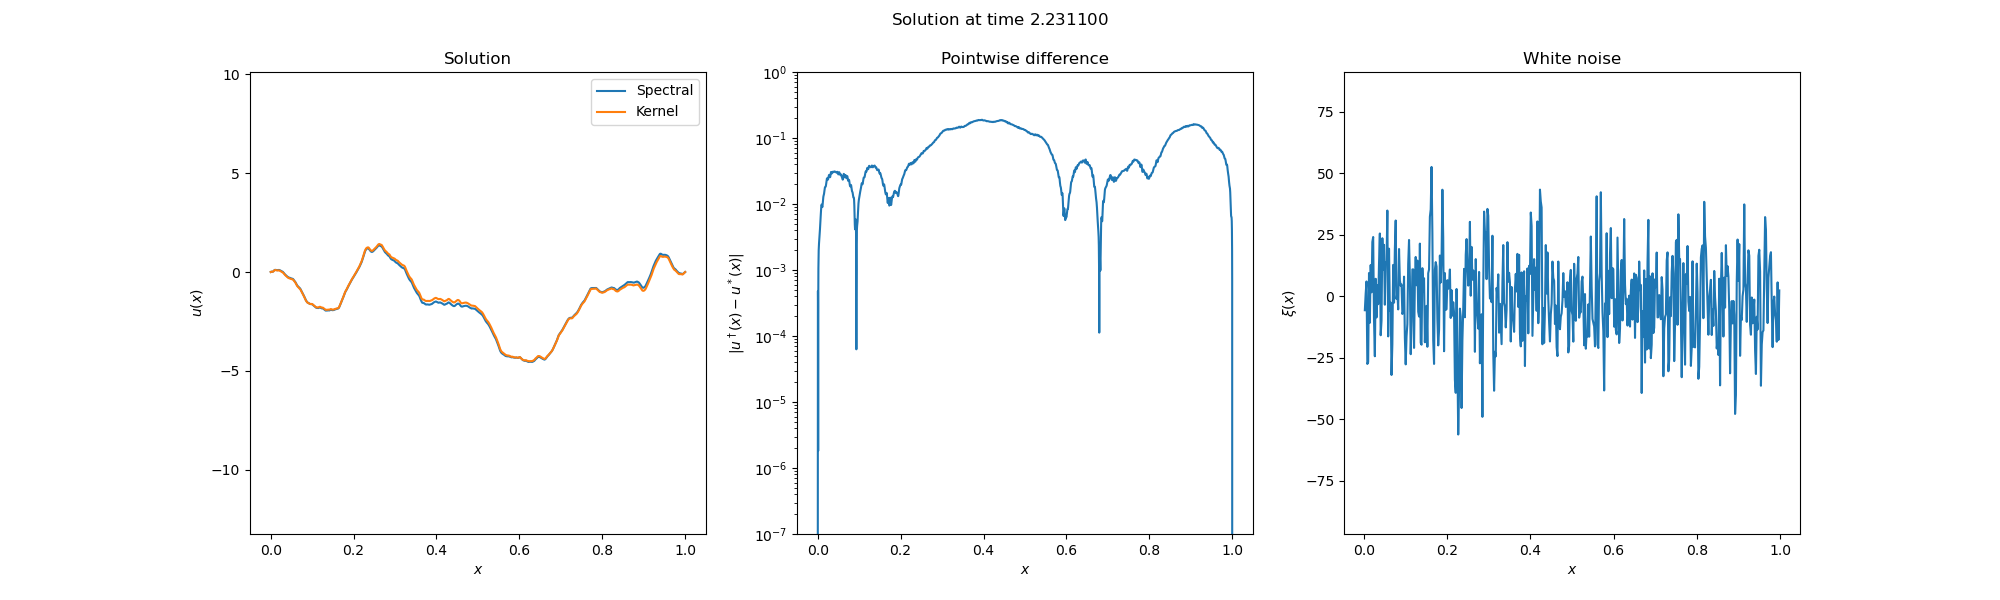 Solution at time 2.231100
Solution
10
5
0
−5
−10
u(x)
Spectral
Kernel
0.0 0.2 0.4 0.6 0.8 1.0
x
Pointwise difference
10⁰
10⁻¹
10⁻²
10⁻³
10⁻⁴
10⁻⁵
10⁻⁶
10⁻⁷
|u†(x) − u*(x)|
0.0 0.2 0.4 0.6 0.8 1.0
x
White noise
75
50
25
0
−25
−50
−75
ξ(x)
0.0 0.2 0.4 0.6 0.8 1.0
x